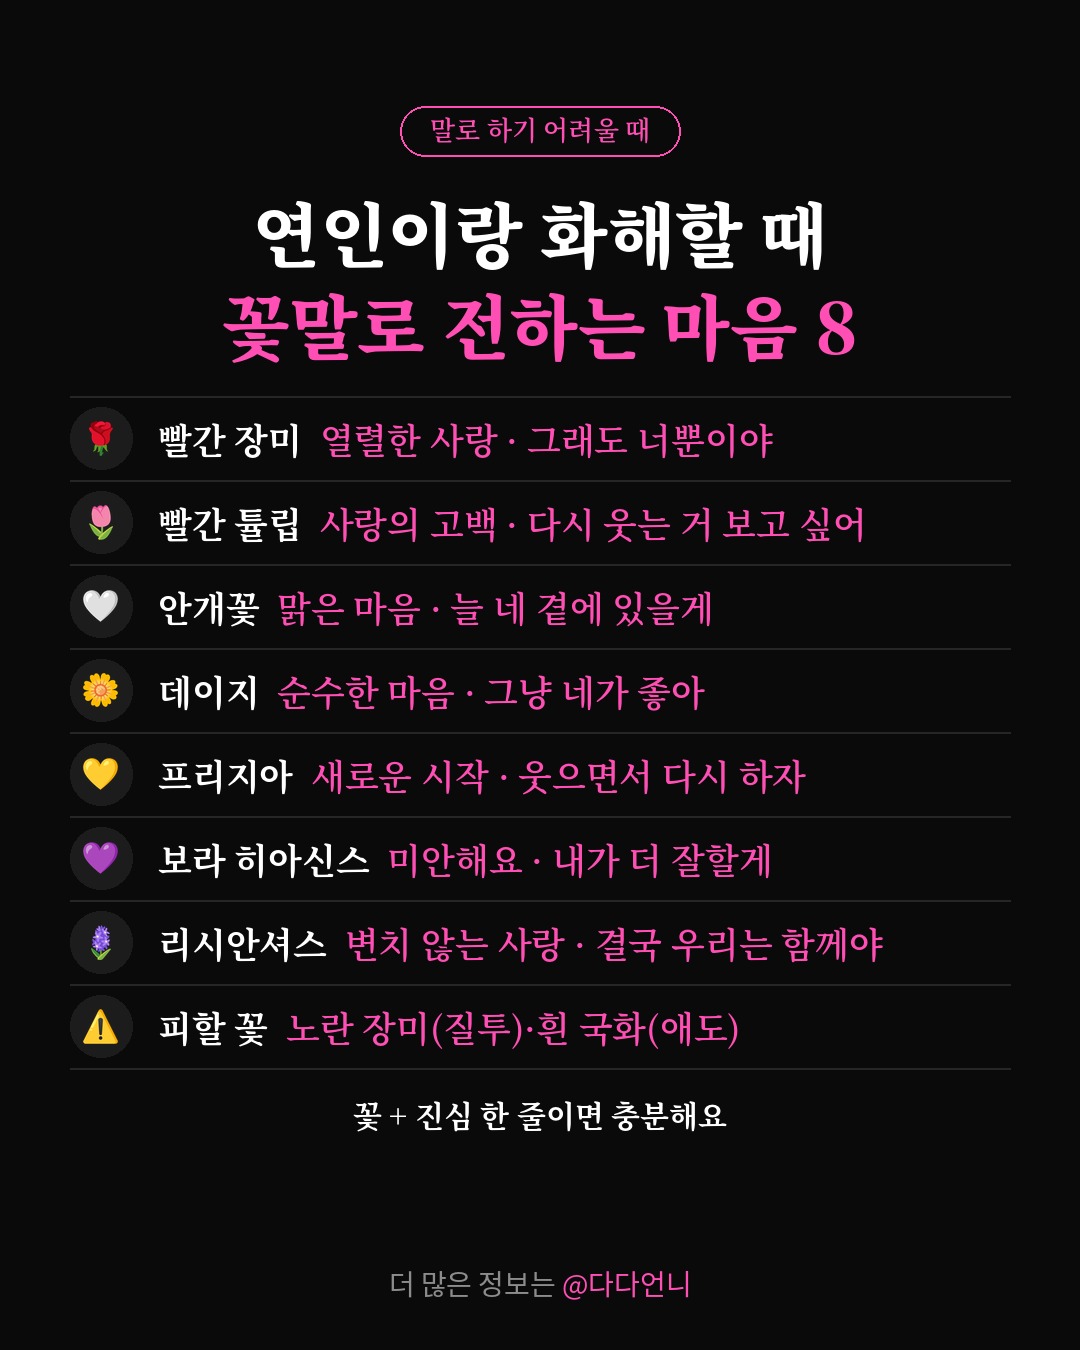 말로 하기 어려울 때
연인이랑 화해할 때
꽃말로 전하는 마음 8
빨간 장미 열렬한 사랑 · 그래도 너뿐이야
빨간 튤립 사랑의 고백 · 다시 웃는 거 보고 싶어
안개꽃 맑은 마음 · 늘 네 곁에 있을게
데이지 순수한 마음 · 그냥 네가 좋아
프리지아 새로운 시작 · 웃으면서 다시 하자
보라 히아신스 미안해요 · 내가 더 잘할게
리시안셔스 변치 않는 사랑 · 결국 우리는 함께야
피할 꽃 노란 장미(질투)·흰 국화(애도)
꽃 + 진심 한 줄이면 충분해요
더 많은 정보는 @다다언니